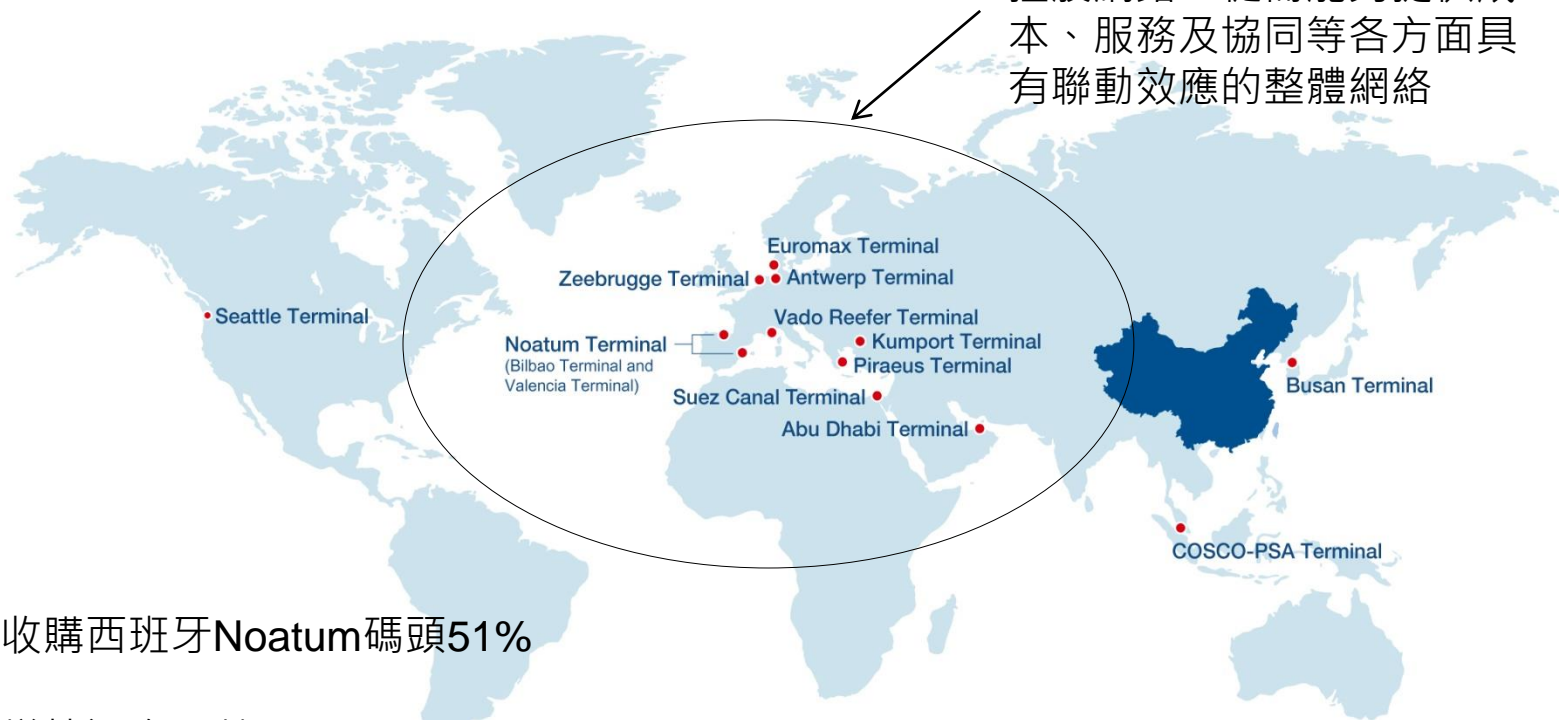 本、服務及協同等各方面具
有聯動效應的整體網絡
Euromax Terminal
Zeebrugge Terminal
Antwerp Terminal
Seattle Terminal
Vado Reefer Terminal
Noatum Terminal
(Bilbao Terminal and
Valencia Terminal)
Kumport Terminal
Piraeus Terminal
Busan Terminal
Suez Canal Terminal
Abu Dhabi Terminal
COSCO-PSA Terminal
收購西班牙Noatum碼頭51%